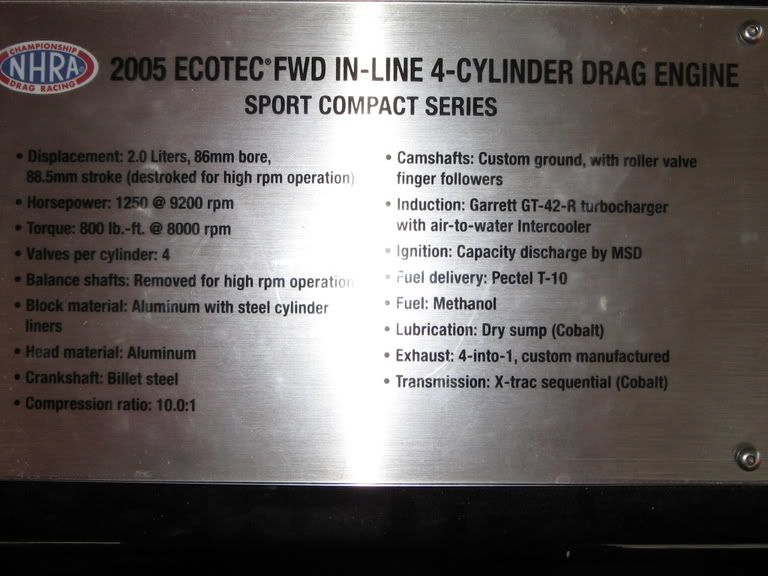 CHAMPIONSHIP
NHRA
DRAG RACING
2005 ECOTEC® FWD IN-LINE 4-CYLINDER DRAG ENGINE
SPORT COMPACT SERIES
• Displacement: 2.0 Liters, 86mm bore,
88.5mm stroke (destroked for high rpm operation)
• Horsepower: 1250 @ 9200 rpm
• Torque: 800 lb.-ft. @ 8000 rpm
• Valves per cylinder: 4
• Balance shafts: Removed for high rpm operation
• Block material: Aluminum with steel cylinder
liners
• Head material: Aluminum
• Crankshaft: Billet steel
• Compression ratio: 10.0:1
• Camshafts: Custom ground, with roller valve
finger followers
• Induction: Garrett GT-42-R turbocharger
with air-to-water Intercooler
• Ignition: Capacity discharge by MSD
• Fuel delivery: Pectel T-10
• Fuel: Methanol
• Lubrication: Dry sump (Cobalt)
• Exhaust: 4-into-1, custom manufactured
• Transmission: X-trac sequential (Cobalt)